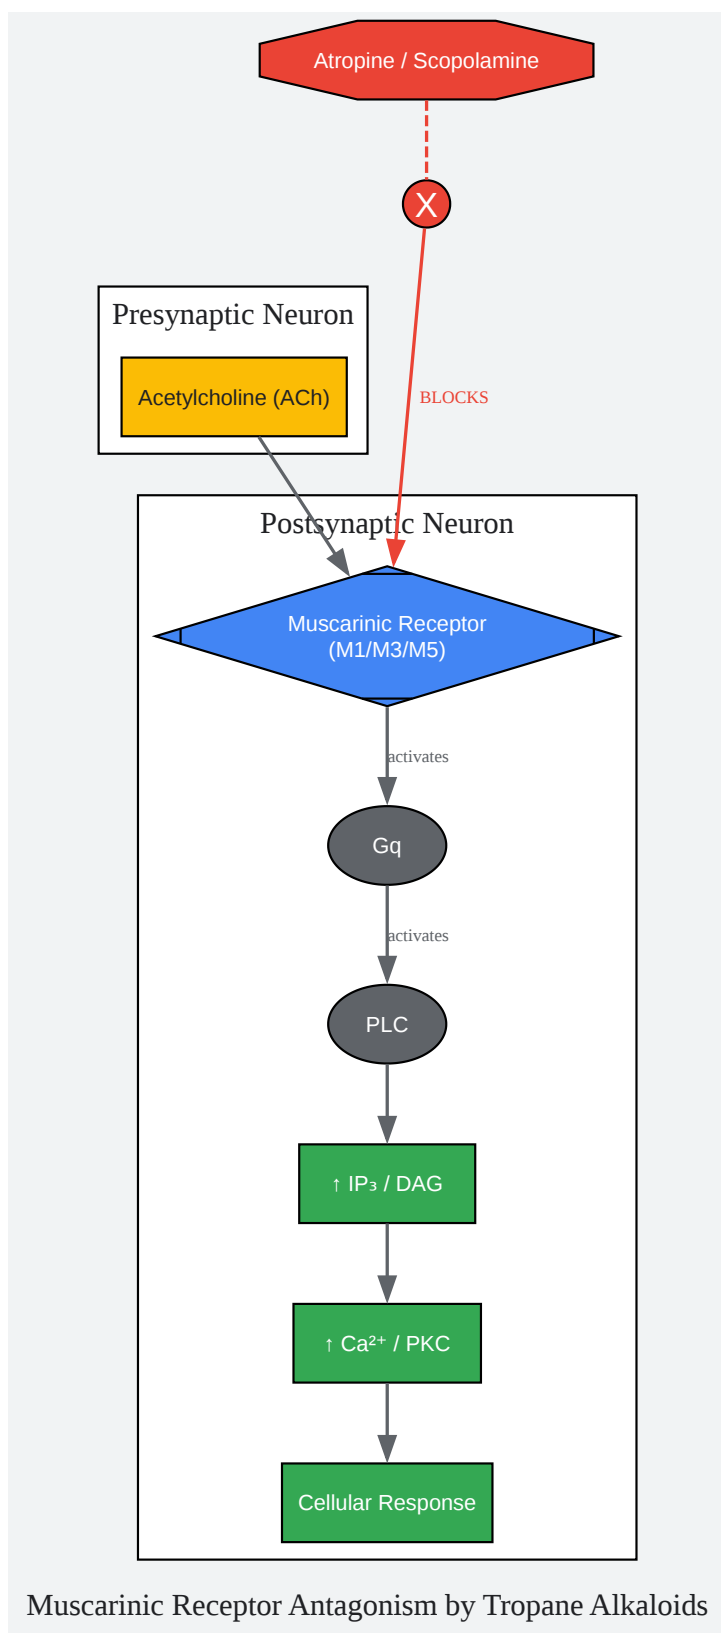 Atropine / Scopolamine
X
Presynaptic Neuron
Acetylcholine (ACh)
BLOCKS
Postsynaptic Neuron
Muscarinic Receptor
(M1/M3/M5)
activates
Gq
activates
PLC
↑ IP₃ / DAG
↑ Ca²⁺ / PKC
Cellular Response
Muscarinic Receptor Antagonism by Tropane Alkaloids